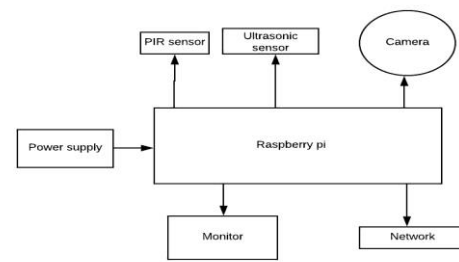 PIR sensor
Ultrasonic
sensor
Camera
Power supply
Raspberry pi
Monitor
Network